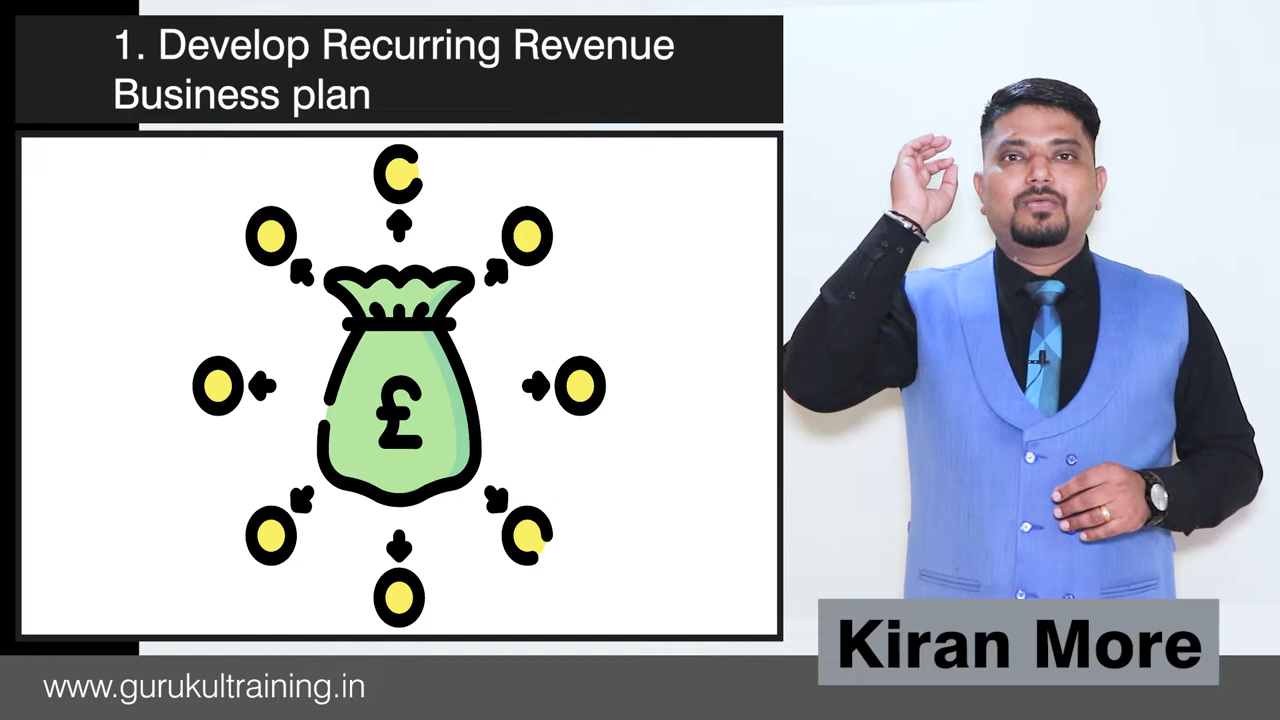 1. Develop Recurring Revenue
Business plan
£
Kiran More
www.gurukultraining.in